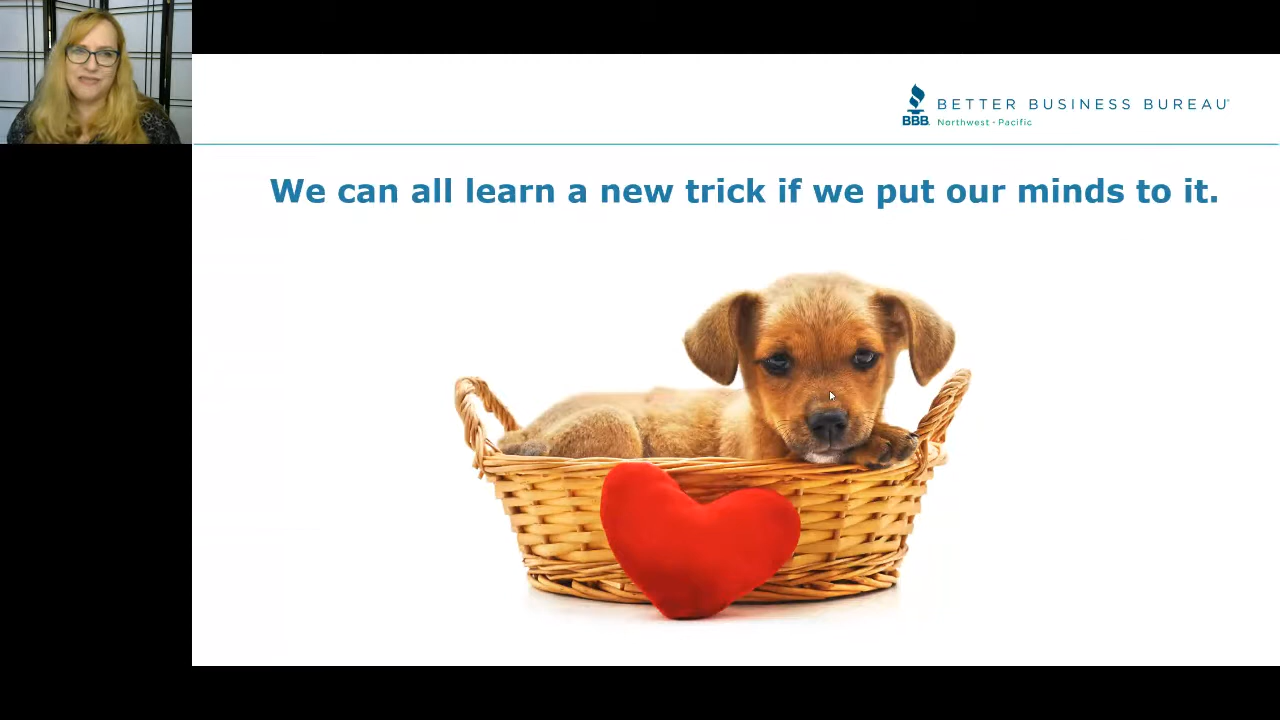 BETTER BUSINESS BUREAU
BBB Northwest · Pacific
We can all learn a new trick if we put our minds to it.